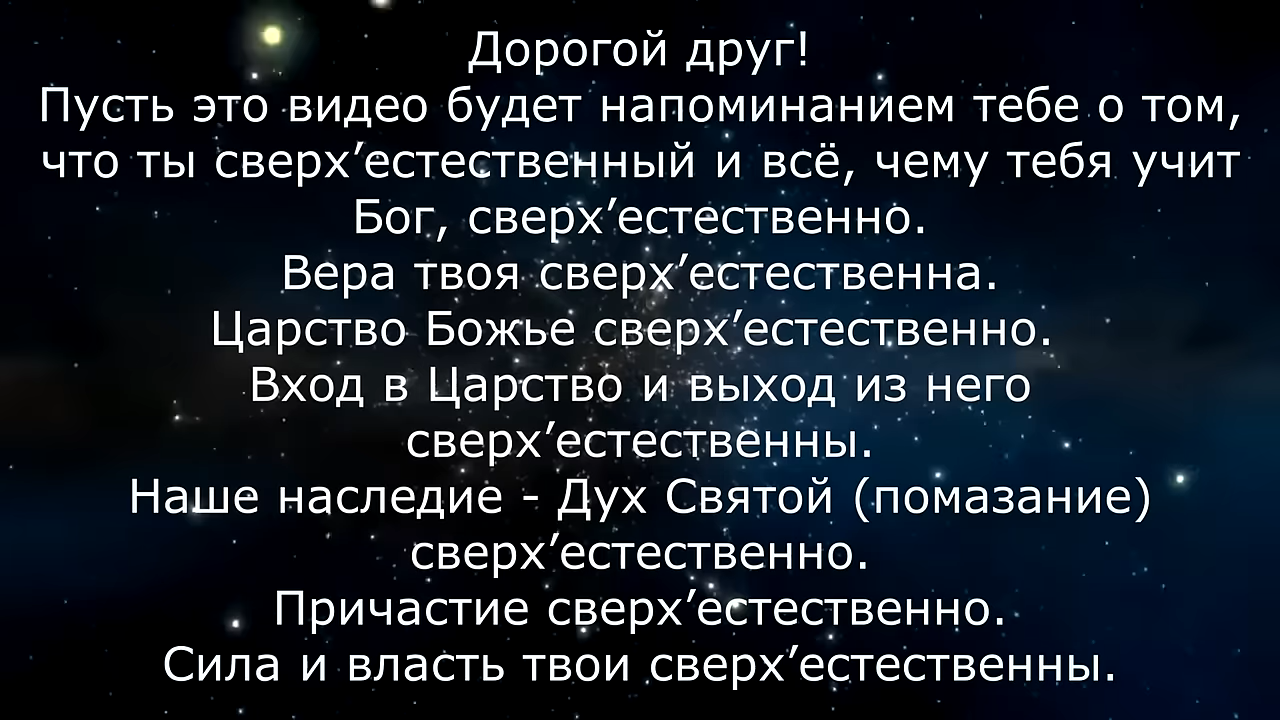 Дорогой друг!
Пусть это видео будет напоминанием тебе о том,
что ты сверх’естественный и всё, чему тебя учит
Бог, сверх’естественно.
Вера твоя сверх’естественна.
Царство Божье сверх’естественно.
Вход в Царство и выход из него
сверх’естественны.
Наше наследие - Дух Святой (помазание)
сверх’естественно.
Причастие сверх’естественно.
Сила и власть твои сверх’естественны.